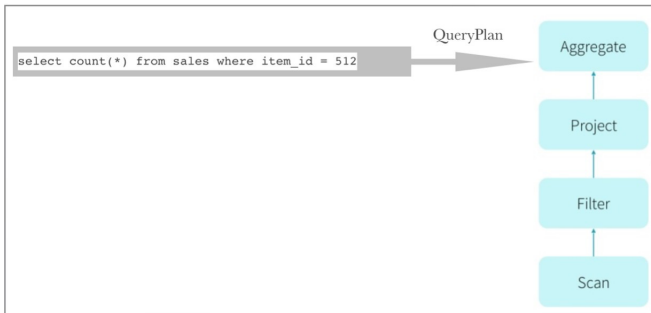 QueryPlan
select count(*) from sales where item_id = 512
Aggregate
Project
Filter
Scan